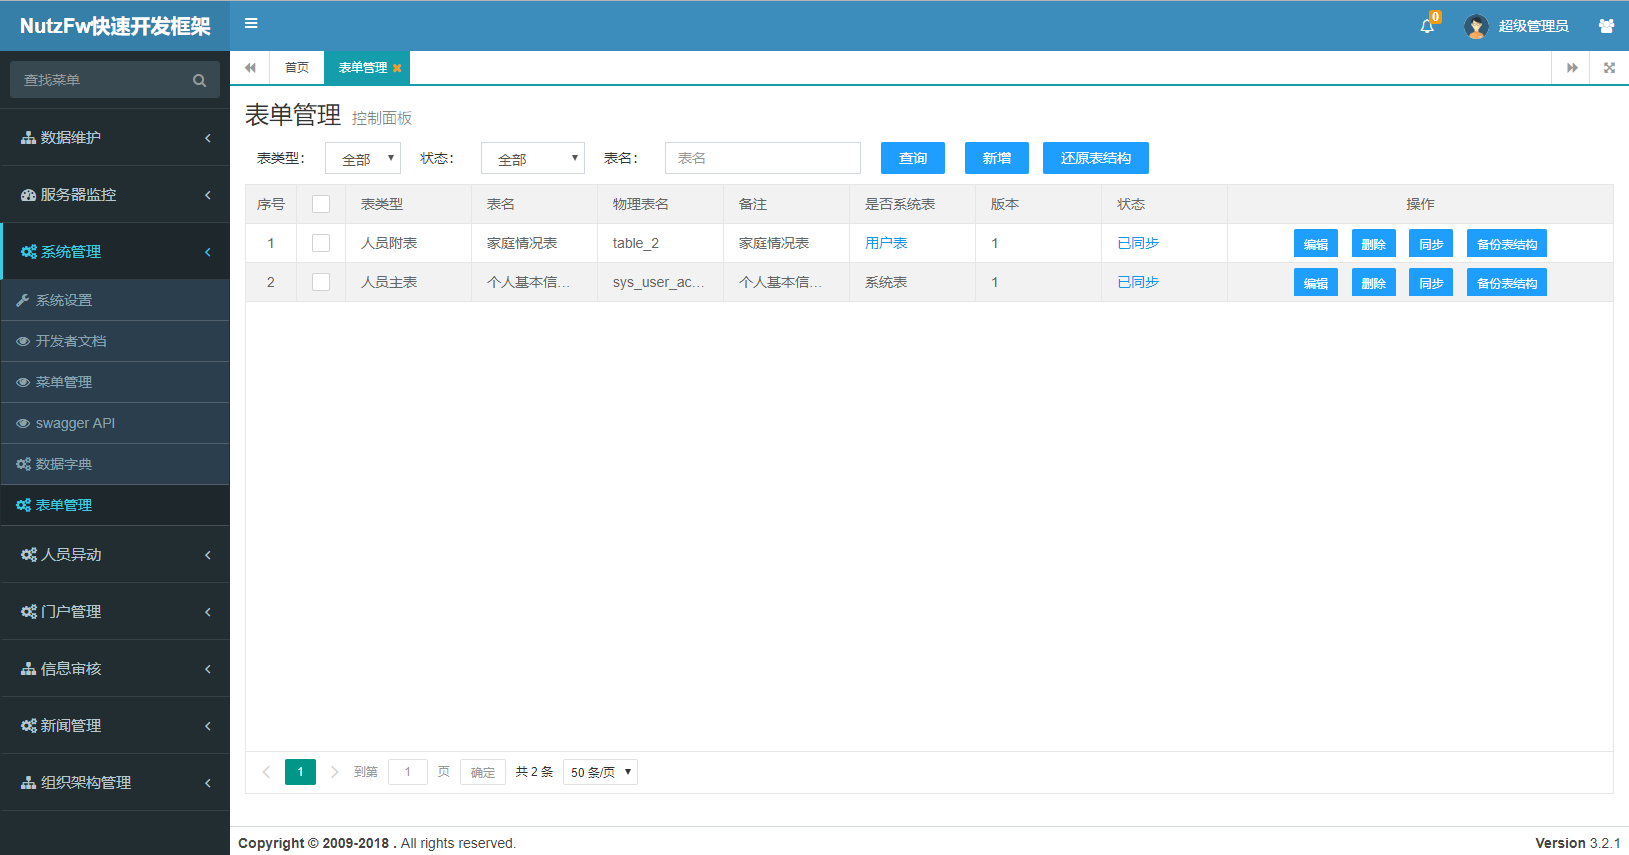 NutzFw快速开发框架
0
超级管理员
查找菜单
首页
表单管理
数据维护
服务器监控
系统管理
系统设置
开发者文档
菜单管理
swagger API
数据字典
表单管理
人员异动
门户管理
信息审核
新闻管理
组织架构管理
表单管理 控制面板
表类型： 全部 状态： 全部 表名： 表名 查询 新增 还原表结构
序号 表类型 表名 物理表名 备注 是否系统表 版本 状态 操作
1 人员附表 家庭情况表 table_2 家庭情况表 用户表 1 已同步 编辑 删除 同步 备份表结构
2 人员主表 个人基本信… sys_user_ac… 个人基本信… 系统表 1 已同步 编辑 删除 同步 备份表结构
1 到第 1 页 确定 共 2 条 50 条/页
Copyright © 2009-2018 . All rights reserved.
Version 3.2.1